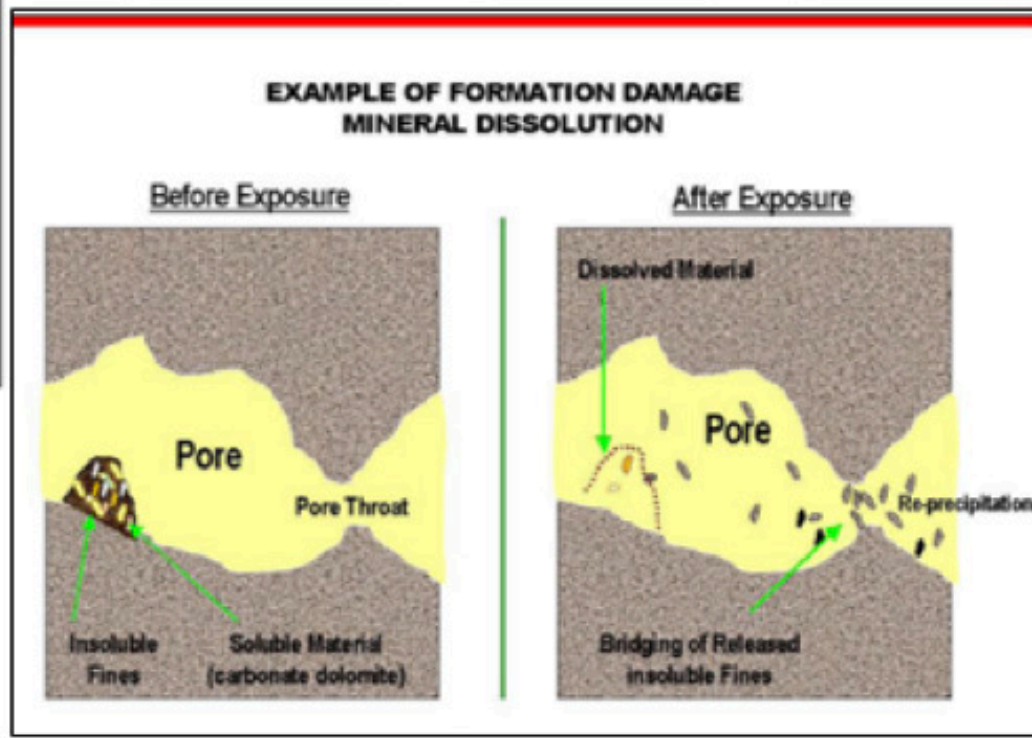 EXAMPLE OF FORMATION DAMAGE
MINERAL DISSOLUTION
Before Exposure
Pore
Pore Throat
Insoluble
Fines
Soluble Material
(carbonate dolomite)
After Exposure
Dissolved Material
Pore
Re-precipitation
Bridging of Released
insoluble Fines